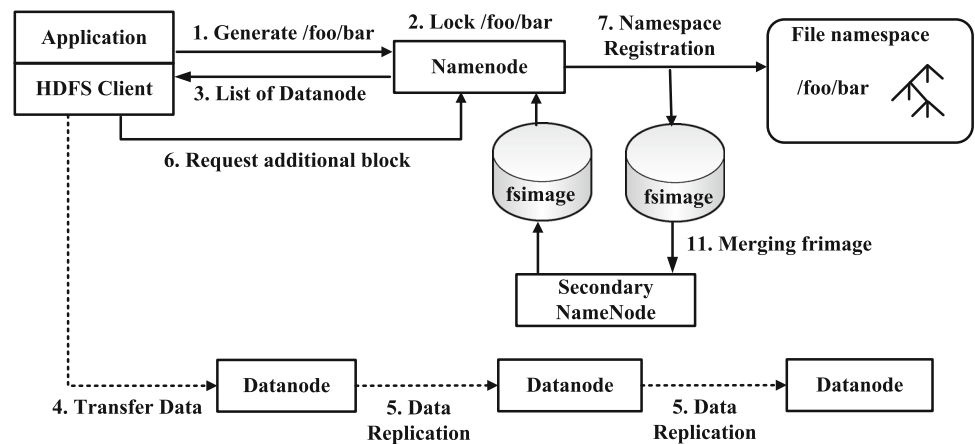 Application
HDFS Client
1. Generate /foo/bar
2. Lock /foo/bar
Namenode
3. List of Datanode
6. Request additional block
7. Namespace
Registration
File namespace
/foo/bar
fsimage
fsimage
11. Merging frimage
Secondary
NameNode
Datanode
Datanode
Datanode
4. Transfer Data
5. Data
Replication
5. Data
Replication